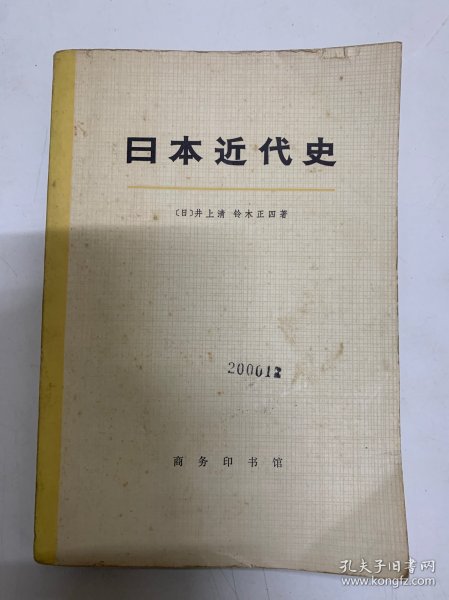 日本近代史
〔日〕井上清 铃木正四著
200012
商务印书馆
孔夫子旧书网
www.kongfz.com